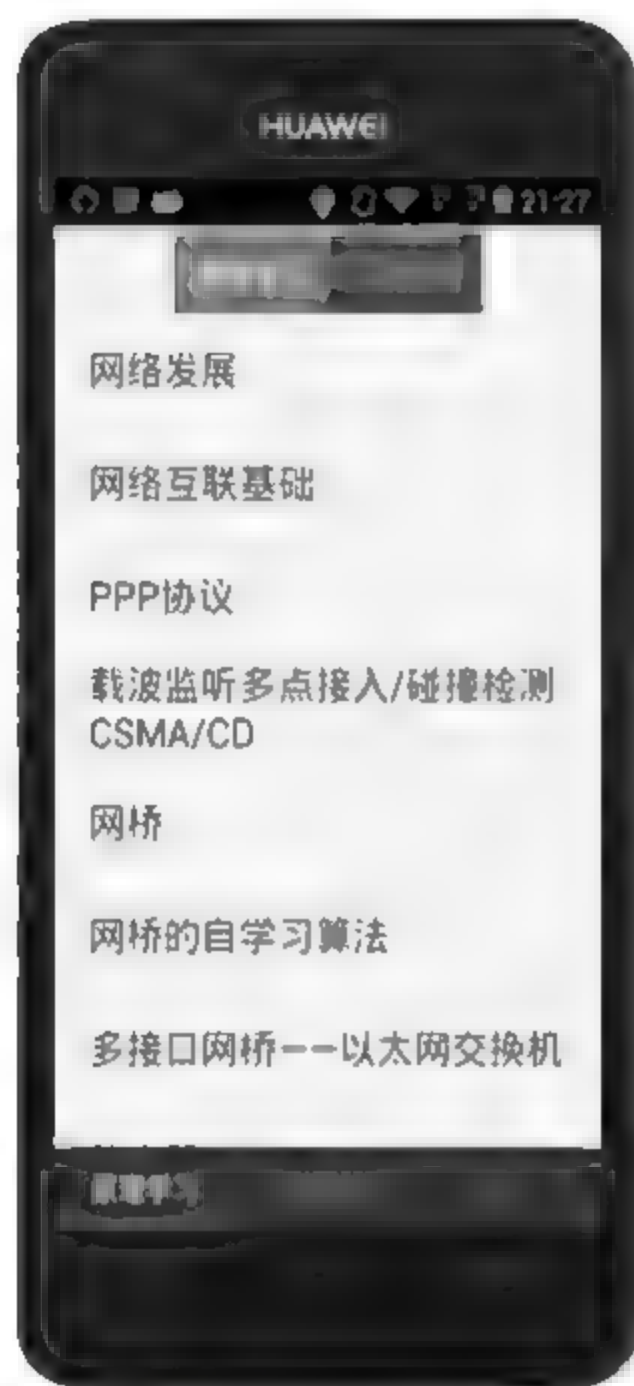 HUAWEI
21:27
网络发展
网络互联基础
PPP协议
载波监听多点接入/碰撞检测
CSMA/CD
网桥
网桥的自学习算法
多接口网桥——以太网交换机